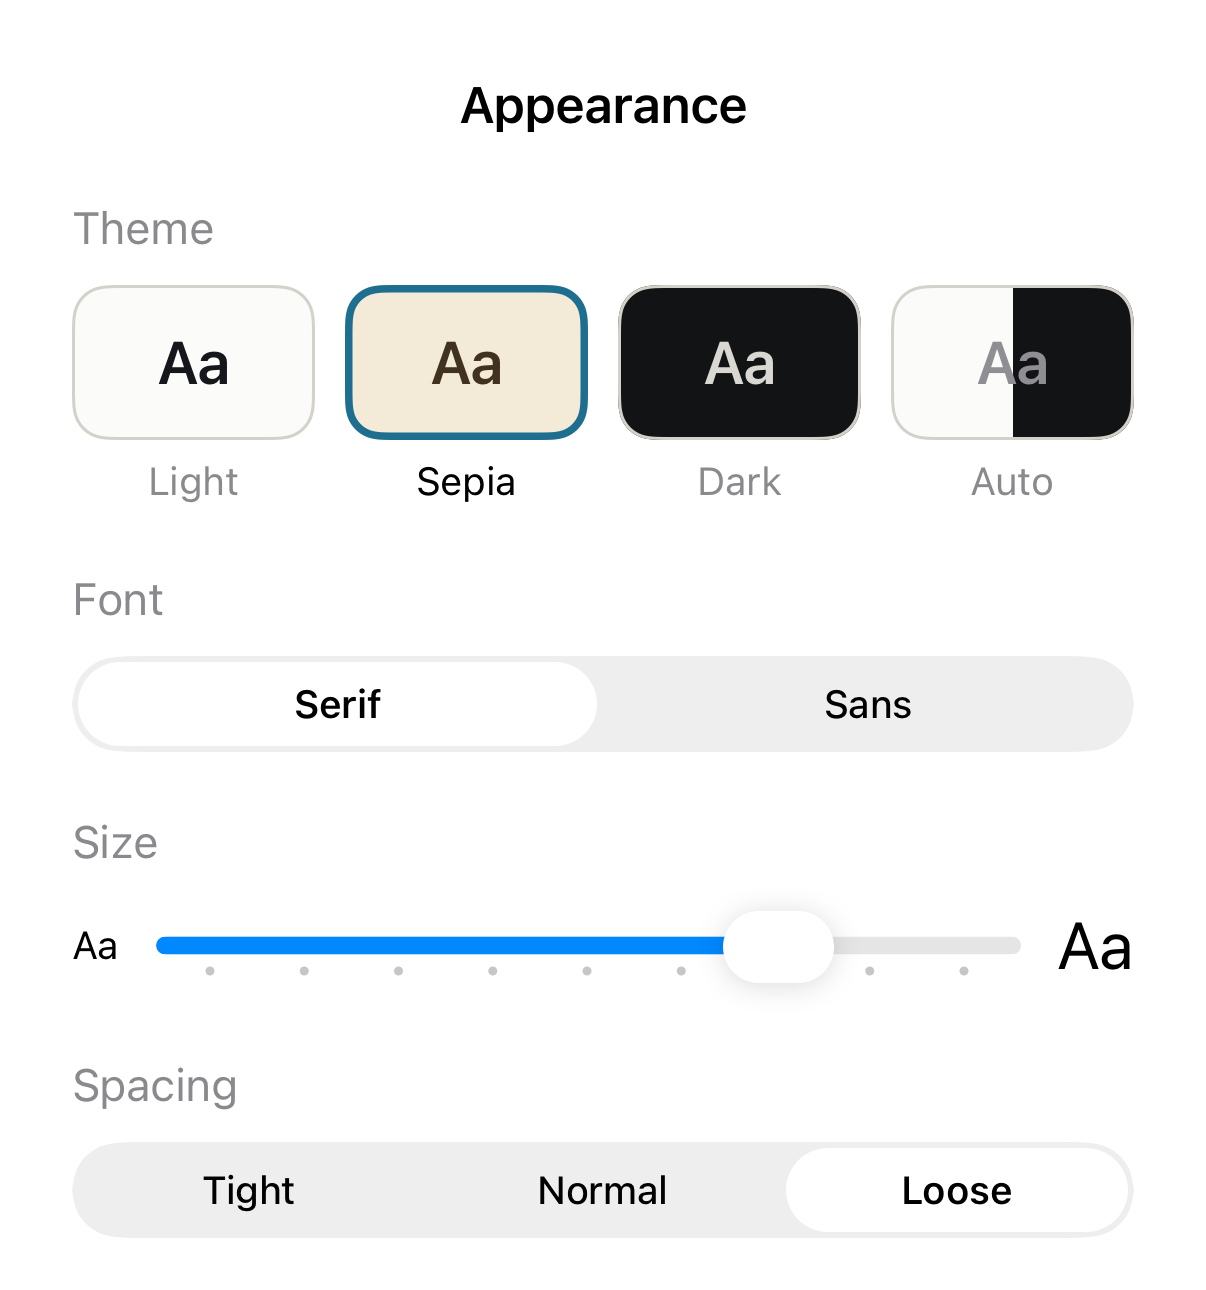 Appearance
Theme
Aa Aa Aa Aa
Light Sepia Dark Auto
Font
Serif Sans
Size
Aa Aa
Spacing
Tight Normal Loose